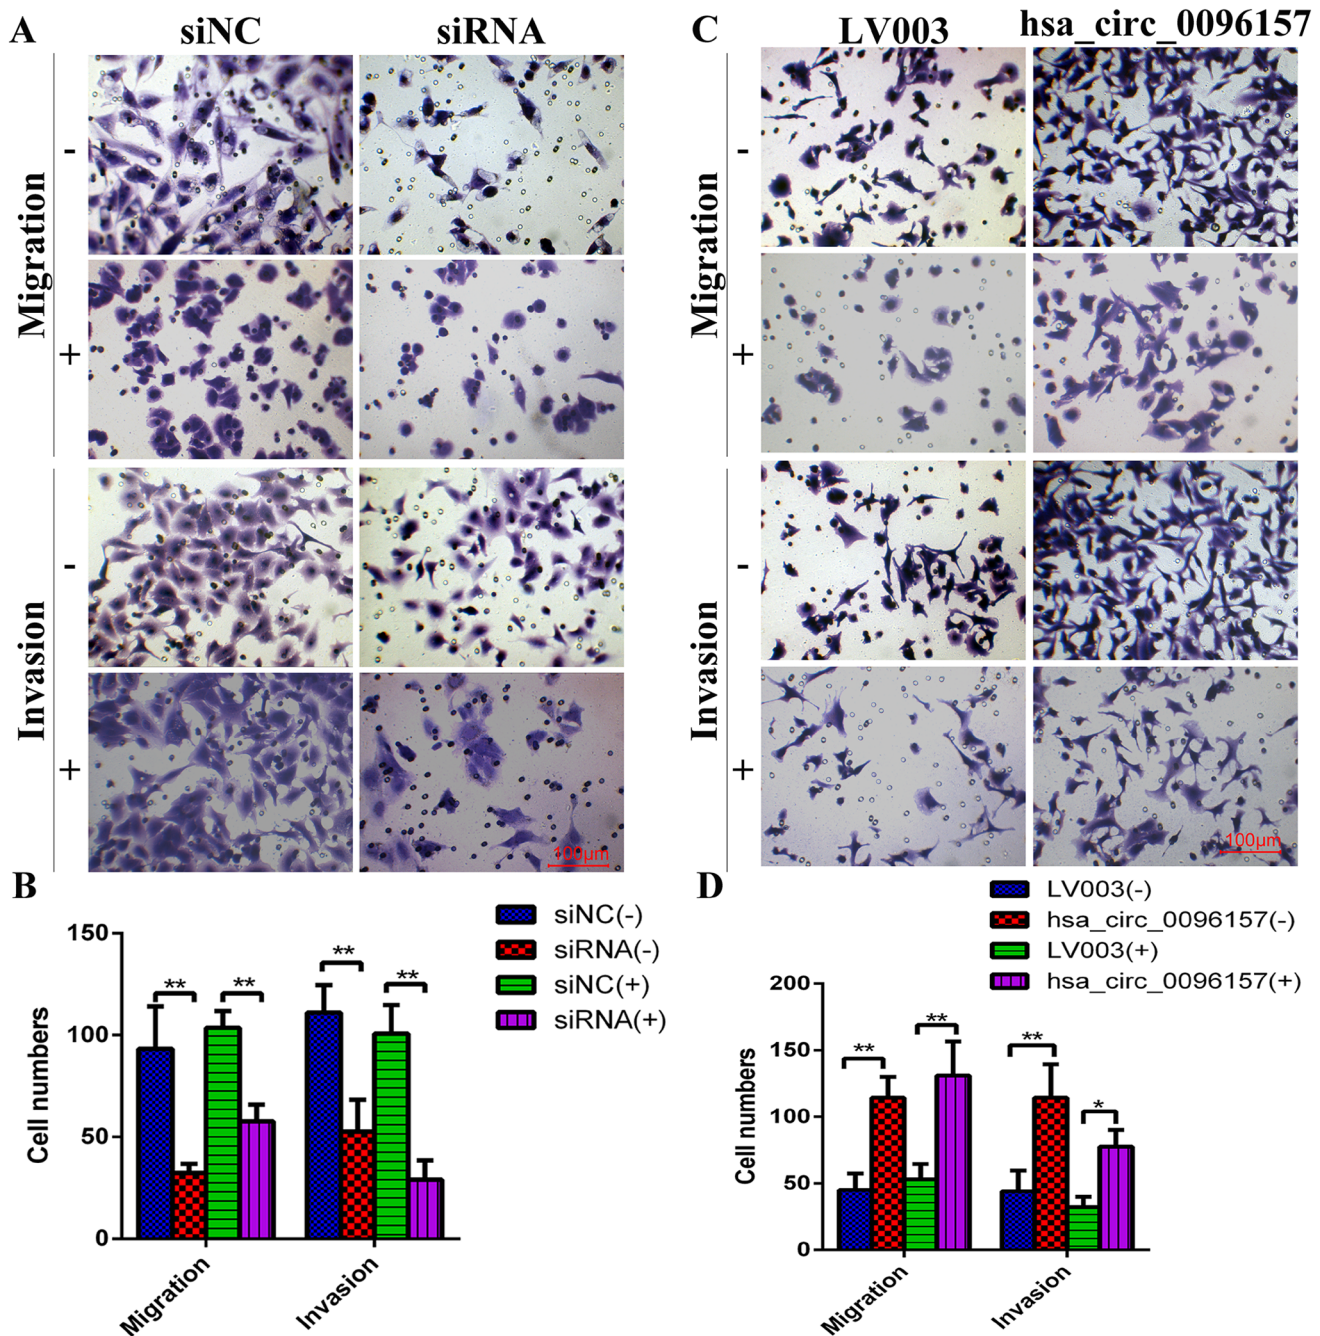 A
siNC
siRNA
Migration
-
+
Invasion
-
+
100μm
C
LV003
hsa_circ_0096157
Migration
-
+
Invasion
-
+
100μm
B
siNC(-)
siRNA(-)
siNC(+)
siRNA(+)
Cell numbers
150
100
50
0
**
**
**
**
Migration
Invasion
D
LV003(-)
hsa_circ_0096157(-)
LV003(+)
hsa_circ_0096157(+)
Cell numbers
200
150
100
50
0
**
**
**
*
Migration
Invasion